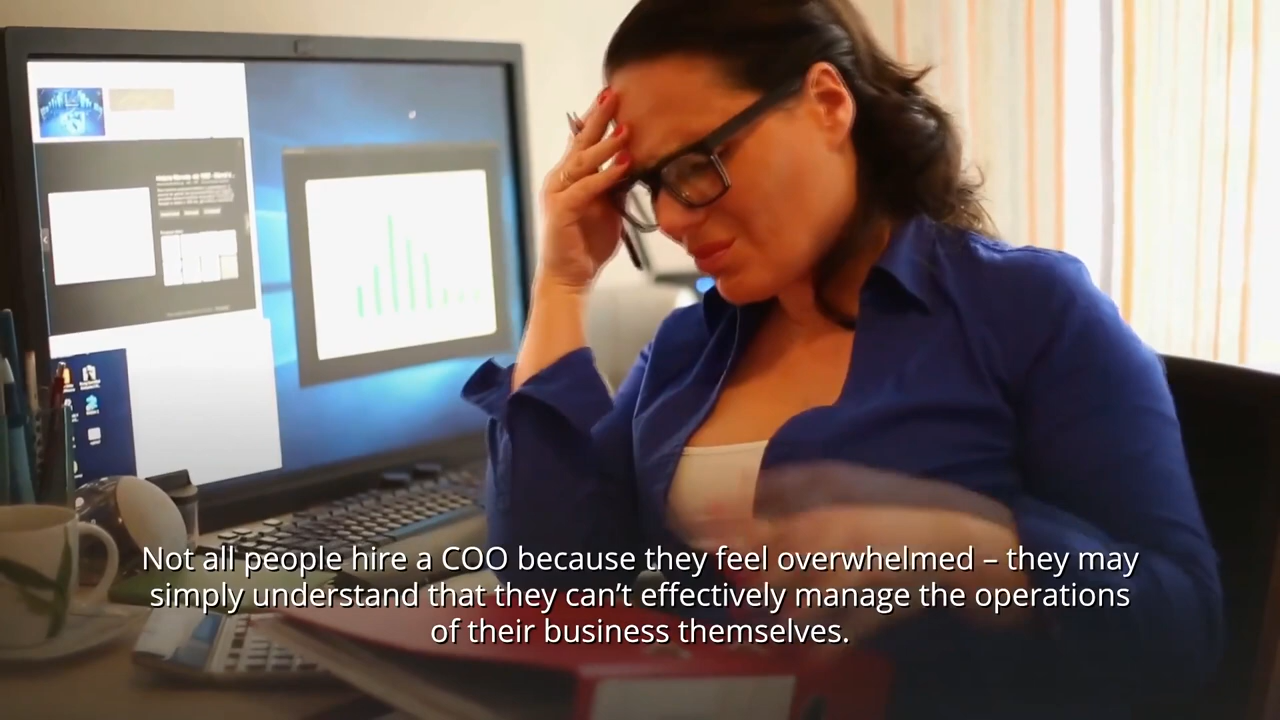 Not all people hire a COO because they feel overwhelmed – they may
simply understand that they can’t effectively manage the operations
of their business themselves.